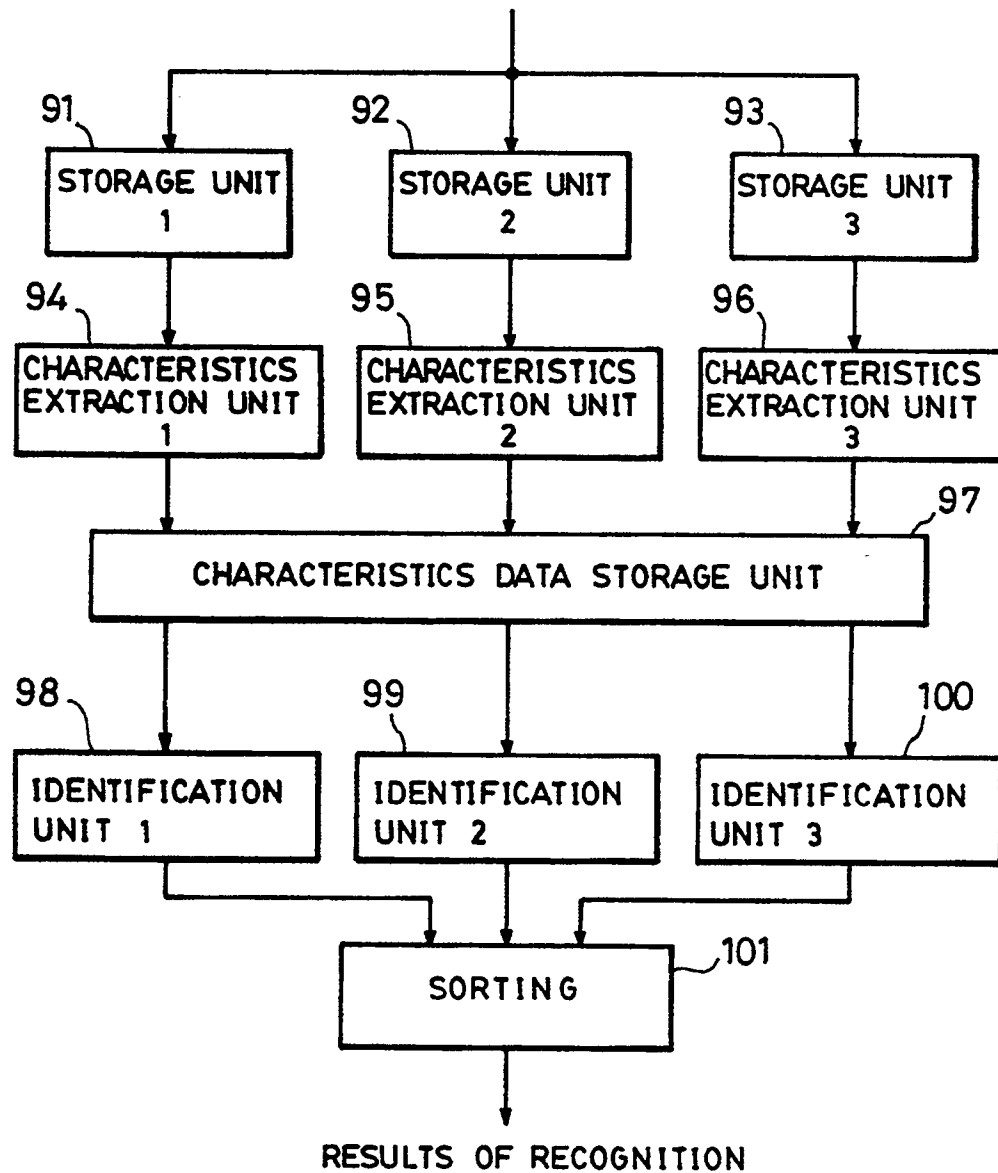 91
92
93
STORAGE UNIT
1
STORAGE UNIT
2
STORAGE UNIT
3
94
95
96
CHARACTERISTICS
EXTRACTION UNIT
1
CHARACTERISTICS
EXTRACTION UNIT
2
CHARACTERISTICS
EXTRACTION UNIT
3
97
CHARACTERISTICS DATA STORAGE UNIT
98
99
100
IDENTIFICATION
UNIT 1
IDENTIFICATION
UNIT 2
IDENTIFICATION
UNIT 3
101
SORTING
RESULTS OF RECOGNITION